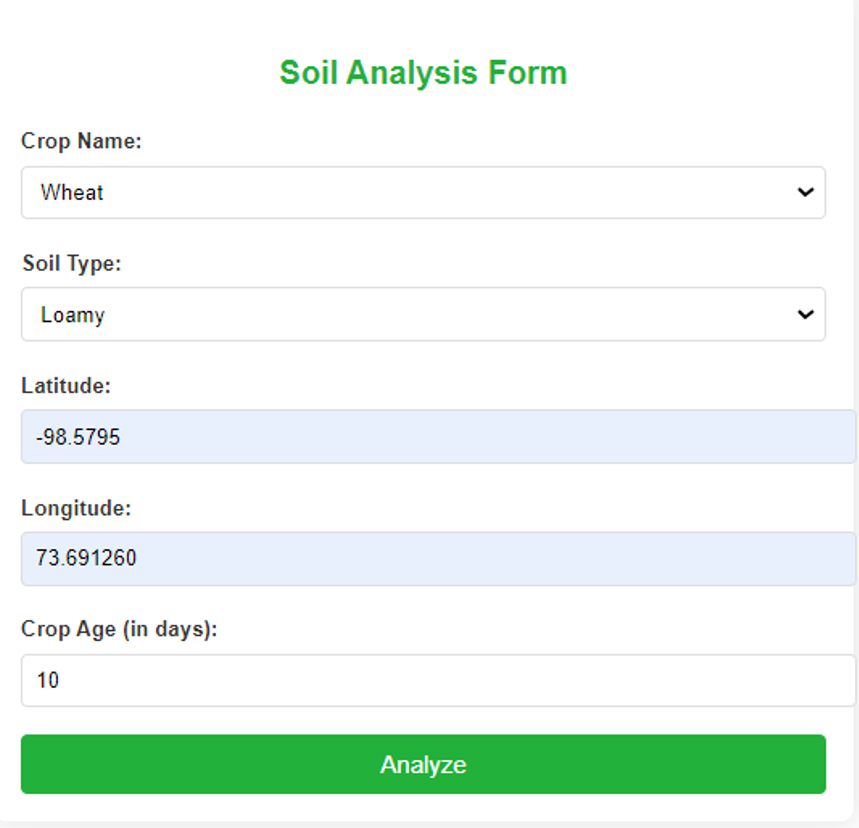 Soil Analysis Form
Crop Name:
Wheat
Soil Type:
Loamy
Latitude:
-98.5795
Longitude:
73.691260
Crop Age (in days):
10
Analyze